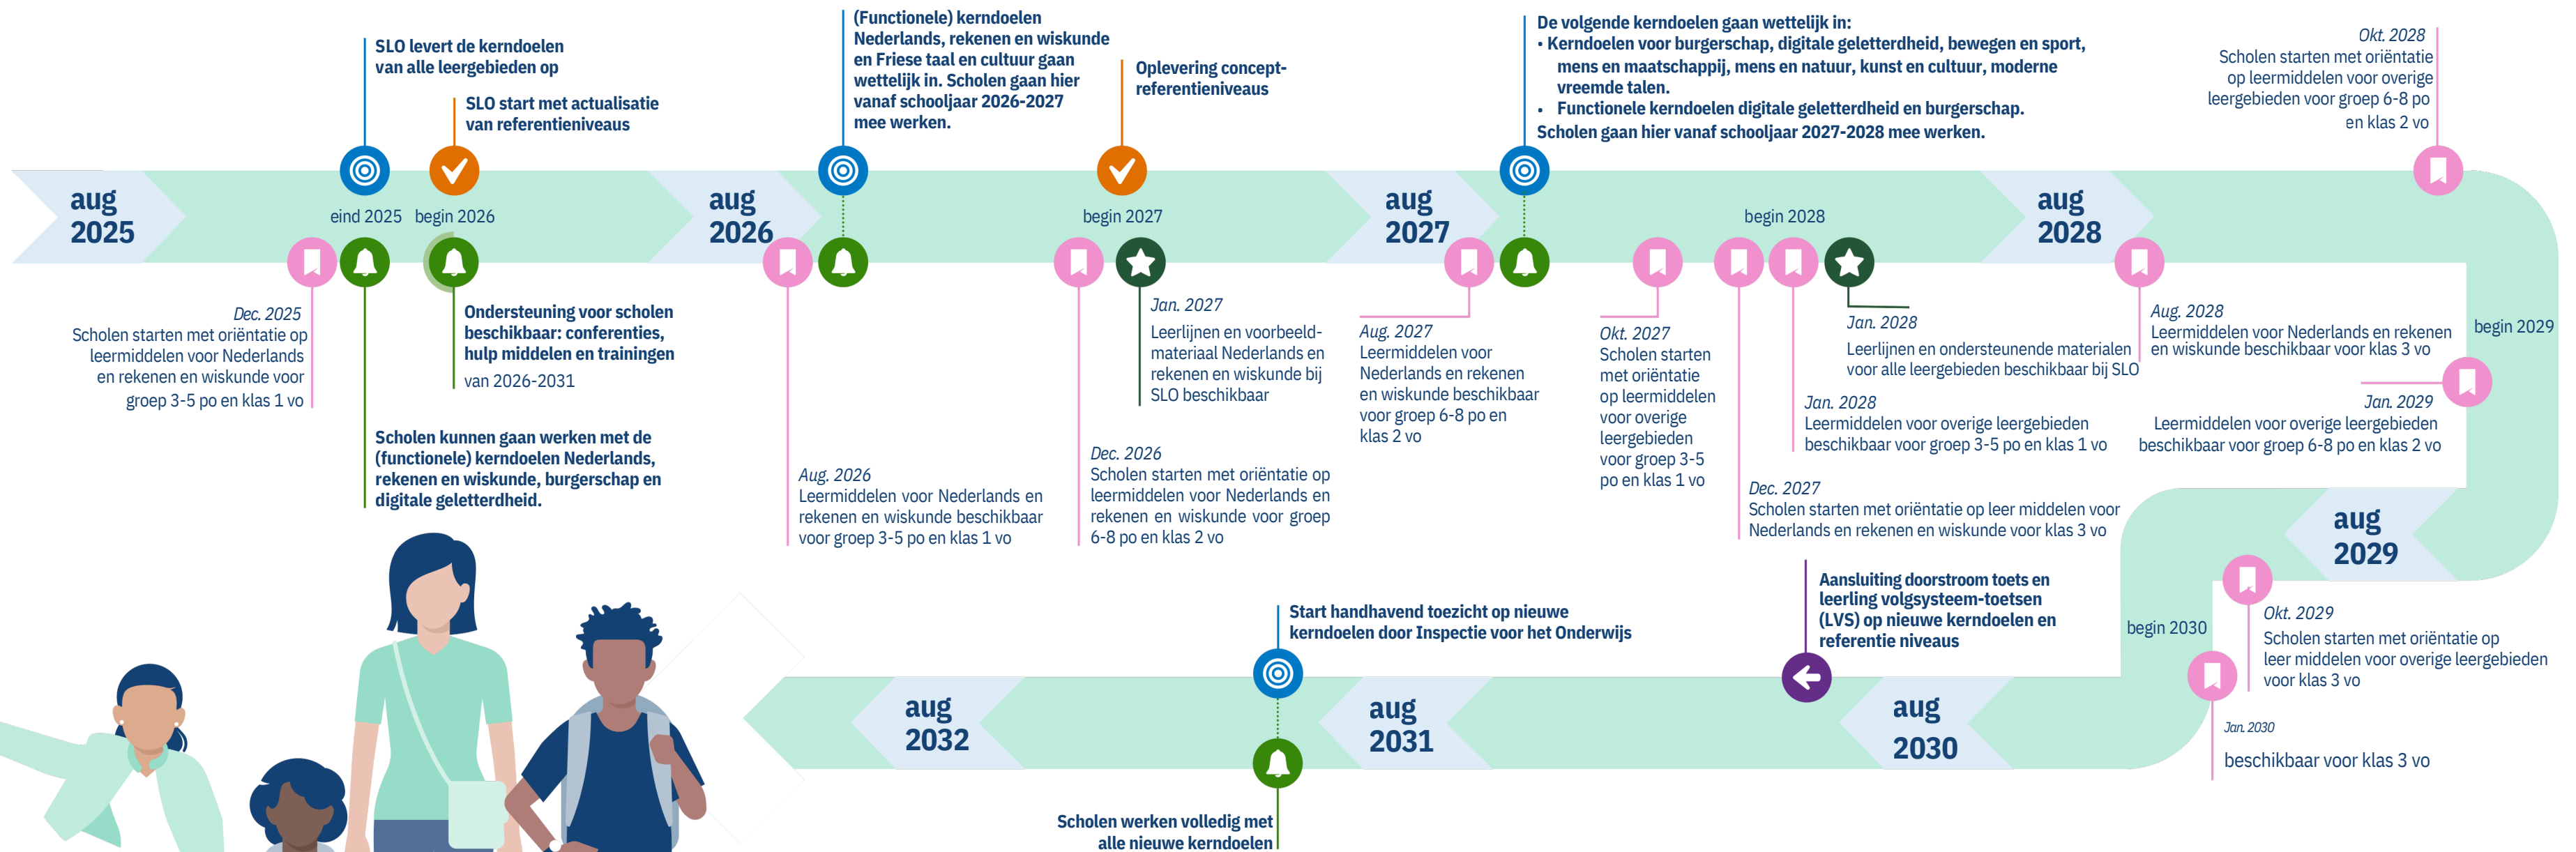 SLO levert de kerndoelen
van alle leergebieden op
SLO start met actualisatie
van referentieniveaus
(Functionele) kerndoelen
Nederlands, rekenen en wiskunde
en Friese taal en cultuur gaan
wettelijk in. Scholen gaan hier
vanaf schooljaar 2026-2027
mee werken.
Oplevering concept-
referentieniveaus
De volgende kerndoelen gaan wettelijk in:
• Kerndoelen voor burgerschap, digitale geletterdheid, bewegen en sport,
mens en maatschappij, mens en natuur, kunst en cultuur, moderne
vreemde talen.
• Functionele kerndoelen digitale geletterdheid en burgerschap.
Scholen gaan hier vanaf schooljaar 2027-2028 mee werken.
Okt. 2028
Scholen starten met oriëntatie
op leermiddelen voor overige
leergebieden voor groep 6-8 po
en klas 2 vo
aug
2025
eind 2025
begin 2026
aug
2026
begin 2027
aug
2027
begin 2028
aug
2028
begin 2029
Dec. 2025
Scholen starten met oriëntatie op
leermiddelen voor Nederlands
en rekenen en wiskunde voor
groep 3-5 po en klas 1 vo
Scholen kunnen gaan werken met de
(functionele) kerndoelen Nederlands,
rekenen en wiskunde, burgerschap en
digitale geletterdheid.
Ondersteuning voor scholen
beschikbaar: conferenties,
hulp middelen en trainingen
van 2026-2031
Aug. 2026
Leermiddelen voor Nederlands en
rekenen en wiskunde beschikbaar
voor groep 3-5 po en klas 1 vo
Dec. 2026
Scholen starten met oriëntatie op
leermiddelen voor Nederlands en
rekenen en wiskunde voor groep
6-8 po en klas 2 vo
Jan. 2027
Leerlijnen en voorbeeld-
materiaal Nederlands en
rekenen en wiskunde bij
SLO beschikbaar
Aug. 2027
Leermiddelen voor
Nederlands en rekenen
en wiskunde beschikbaar
voor groep 6-8 po en
klas 2 vo
Okt. 2027
Scholen starten
met oriëntatie
op leermiddelen
voor overige
leergebieden
voor groep 3-5
po en klas 1 vo
Dec. 2027
Scholen starten met oriëntatie op leer middelen voor
Nederlands en rekenen en wiskunde voor klas 3 vo
Jan. 2028
Leermiddelen voor overige leergebieden
beschikbaar voor groep 3-5 po en klas 1 vo
Jan. 2028
Leerlijnen en ondersteunende materialen
voor alle leergebieden beschikbaar bij SLO
Aug. 2028
Leermiddelen voor Nederlands en rekenen
en wiskunde beschikbaar voor klas 3 vo
Jan. 2029
Leermiddelen voor overige leergebieden
beschikbaar voor groep 6-8 po en klas 2 vo
aug
2029
Okt. 2029
Scholen starten met oriëntatie op
leer middelen voor overige leergebieden
voor klas 3 vo
begin 2030
Jan. 2030
beschikbaar voor klas 3 vo
aug
2030
Aansluiting doorstroom toets en
leerling volgsysteem-toetsen
(LVS) op nieuwe kerndoelen en
referentie niveaus
aug
2031
Start handhavend toezicht op nieuwe
kerndoelen door Inspectie voor het Onderwijs
Scholen werken volledig met
alle nieuwe kerndoelen
aug
2032